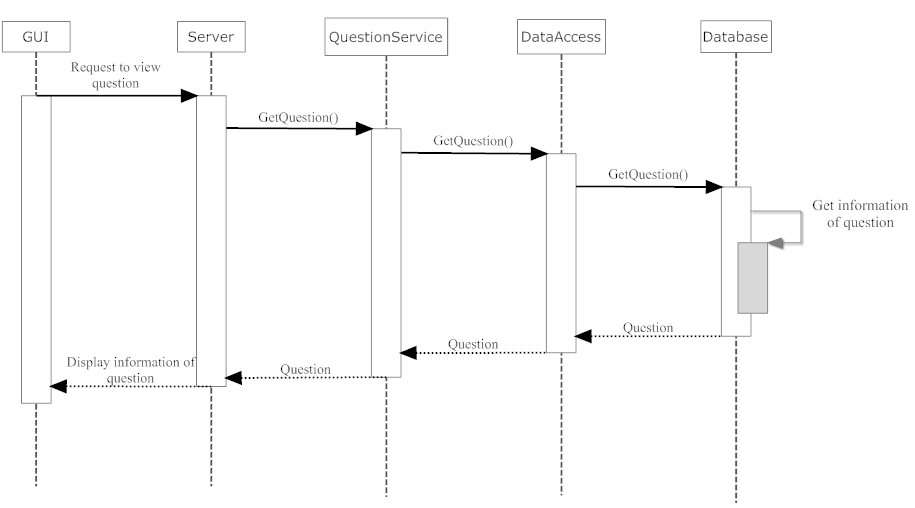 GUI
Server
QuestionService
DataAccess
Database
Request to view
question
GetQuestion()
GetQuestion()
GetQuestion()
Get information
of question
Question
Question
Question
Display information of
question